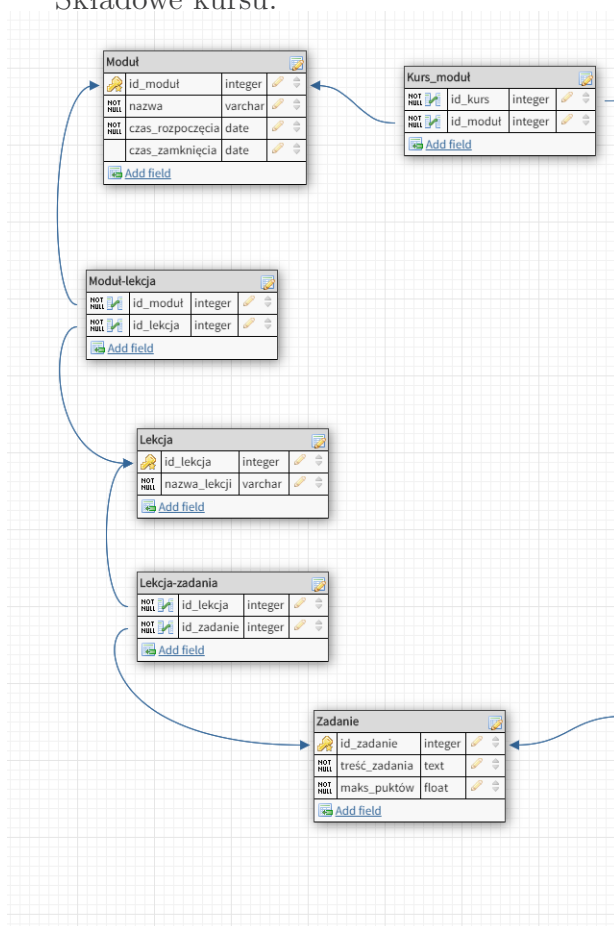 Składowe kursu:
Moduł
id_moduł integer
NOT NULL nazwa varchar
NOT NULL czas_rozpoczęcia date
czas_zamknięcia date
Add field
Kurs_moduł
NOT NULL id_kurs integer
NOT NULL id_moduł integer
Add field
Moduł-lekcja
NOT NULL id_moduł integer
NOT NULL id_lekcja integer
Add field
Lekcja
id_lekcja integer
NOT NULL nazwa_lekcji varchar
Add field
Lekcja-zadania
NOT NULL id_lekcja integer
NOT NULL id_zadanie integer
Add field
Zadanie
id_zadanie integer
NOT NULL treść_zadania text
NOT NULL maks_puktów float
Add field